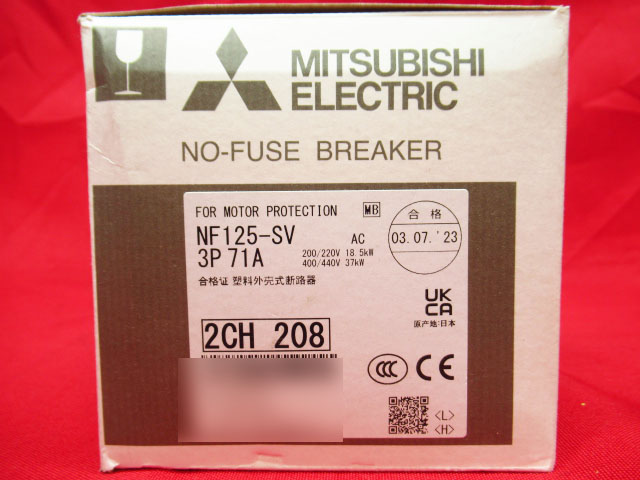 MITSUBISHI
ELECTRIC
NO-FUSE BREAKER
FOR MOTOR PROTECTION MB
合格
NF125-SV AC 03.07.'23
3P 71A 200/220V 18.5kW
400/440V 37kW
合格证 塑料外壳式断路器
UK
CA
原产地:日本
2CH 208
CCC CE
<L>
<H>